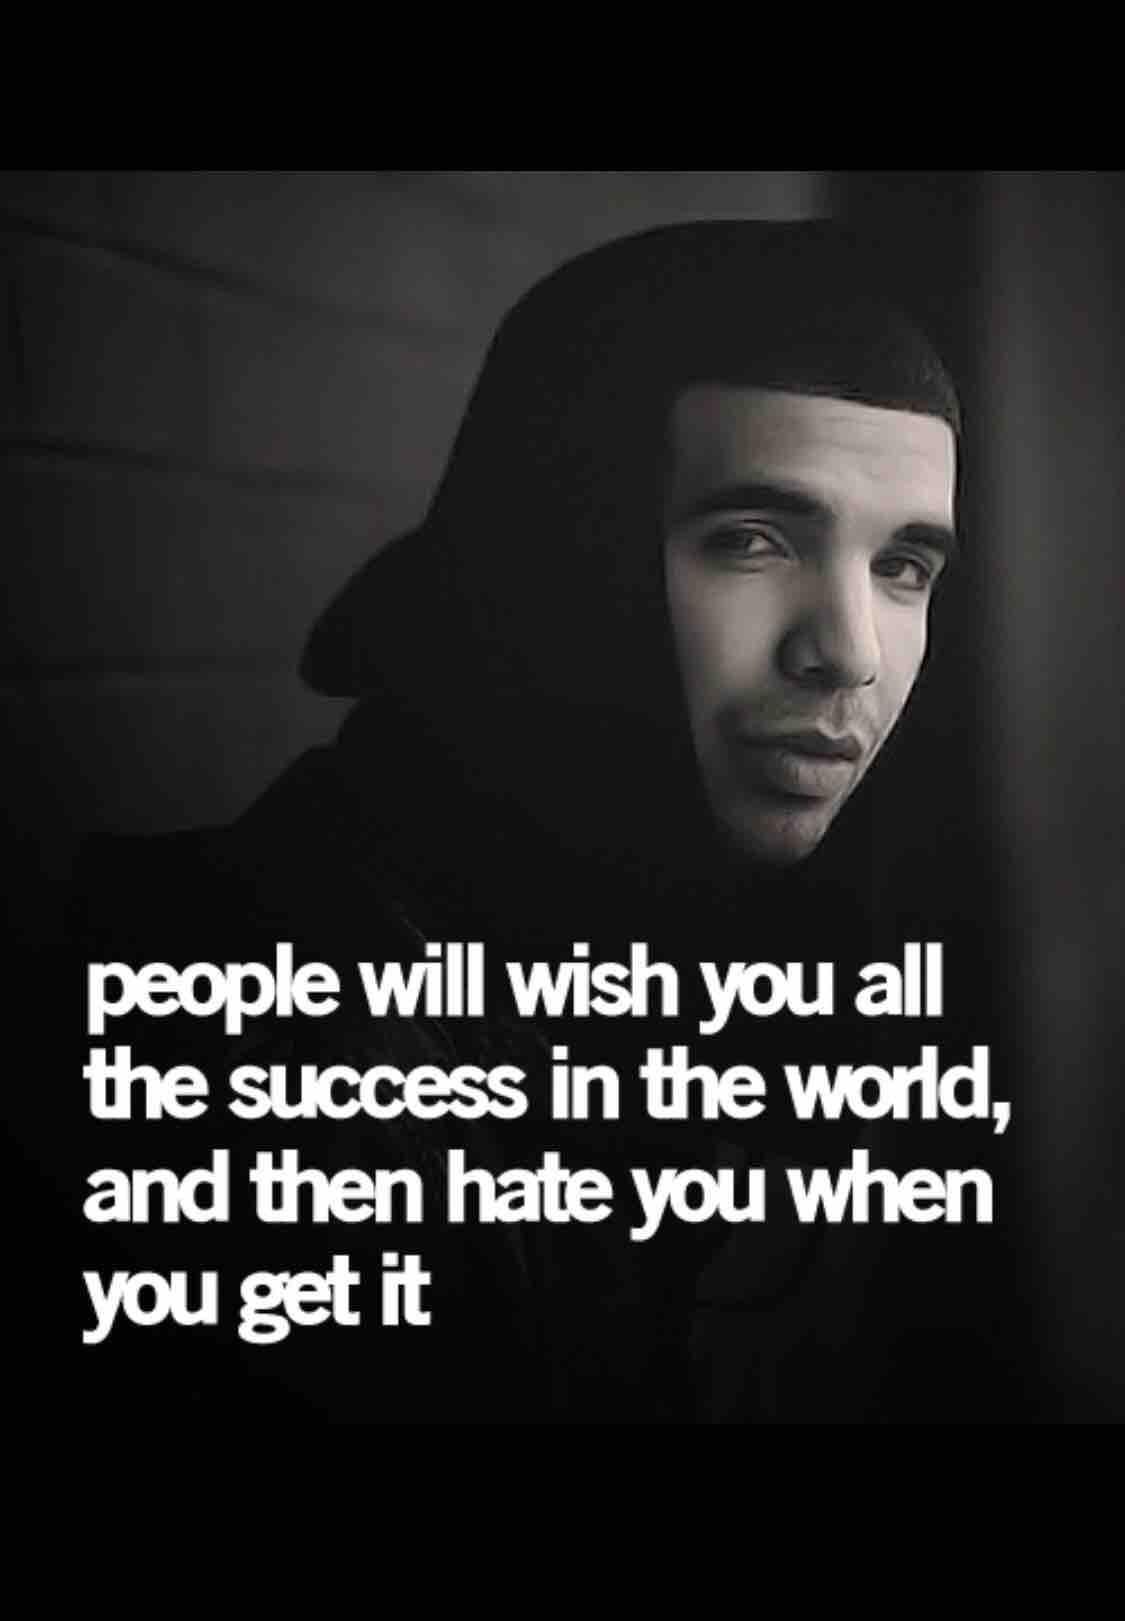 people will wish you all
the success in the world,
and then hate you when
you get it